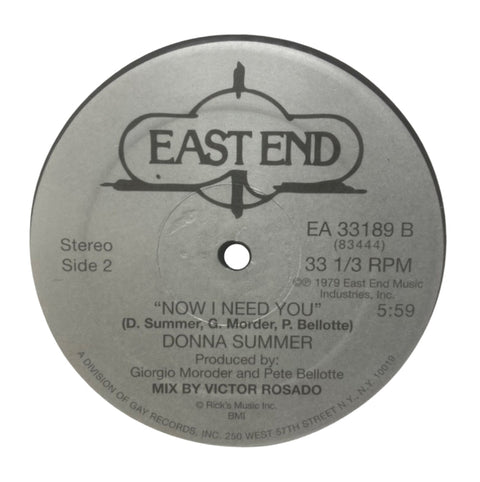 EAST END
Stereo
Side 2
EA 33189 B
(83444)
33 1/3 RPM
©℗ 1979 East End Music
Industries, Inc.
5:59
"NOW I NEED YOU"
(D. Summer, G. Morder, P. Bellotte)
DONNA SUMMER
Produced by:
Giorgio Moroder and Pete Bellotte
MIX BY VICTOR ROSADO
© Rick's Music Inc.
BMI
A DIVISION OF GAY RECORDS, INC. 250 WEST 57TH STREET N.Y., N.Y. 10019